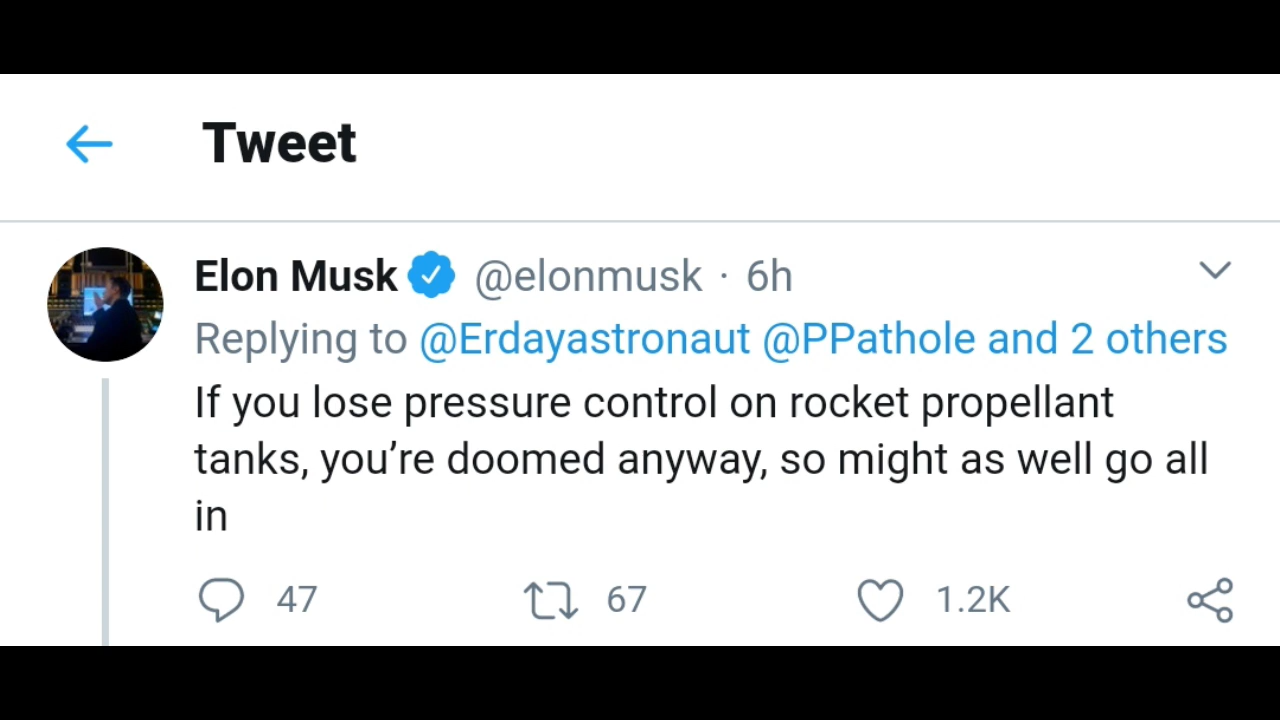 Tweet
Elon Musk @elonmusk · 6h
Replying to @Erdayastronaut @PPathole and 2 others
If you lose pressure control on rocket propellant
tanks, you’re doomed anyway, so might as well go all
in
47 67 1.2K